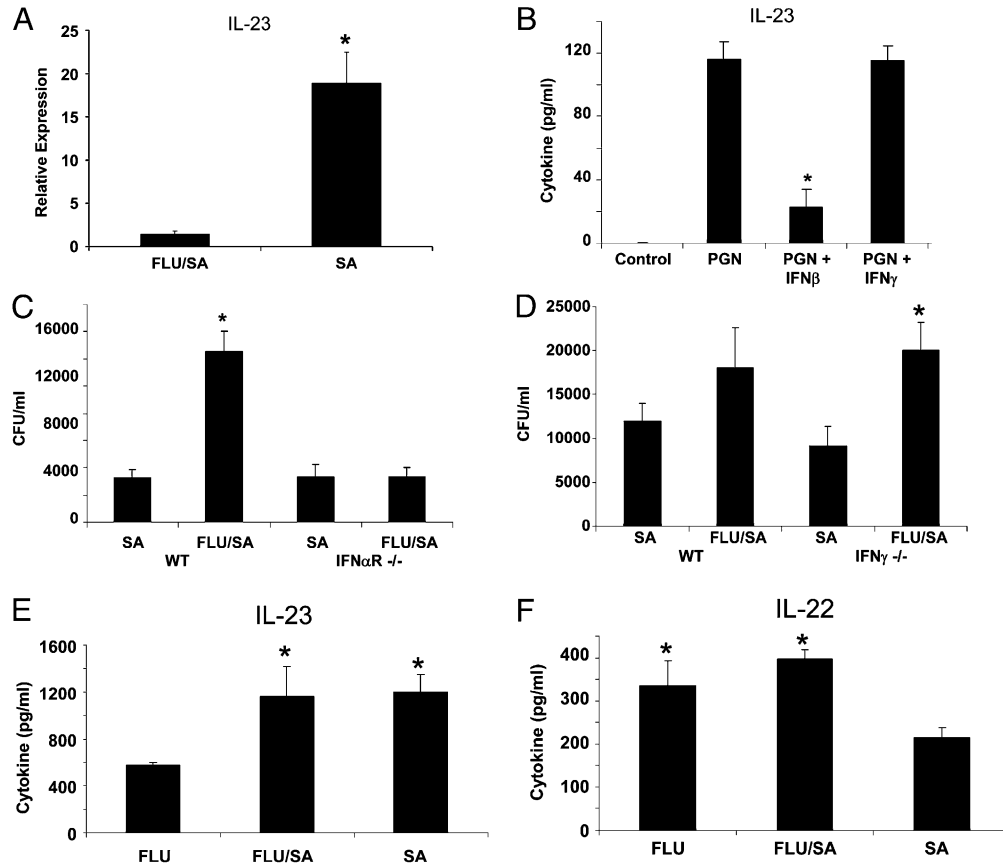 A
IL-23
Relative Expression
25
20
15
10
5
0
*
FLU/SA
SA
B
IL-23
Cytokine (pg/ml)
120
80
40
0
*
Control
PGN
PGN +
IFNβ
PGN +
IFNγ
C
CFU/ml
16000
12000
8000
4000
0
*
SA
FLU/SA
SA
FLU/SA
WT
IFNαR -/-
D
CFU/ml
25000
20000
15000
10000
5000
0
*
SA
FLU/SA
SA
FLU/SA
WT
IFNγ -/-
E
IL-23
Cytokine (pg/ml)
1600
1200
800
400
0
*
*
FLU
FLU/SA
SA
F
IL-22
Cytokine (pg/ml)
400
300
200
100
0
*
*
FLU
FLU/SA
SA